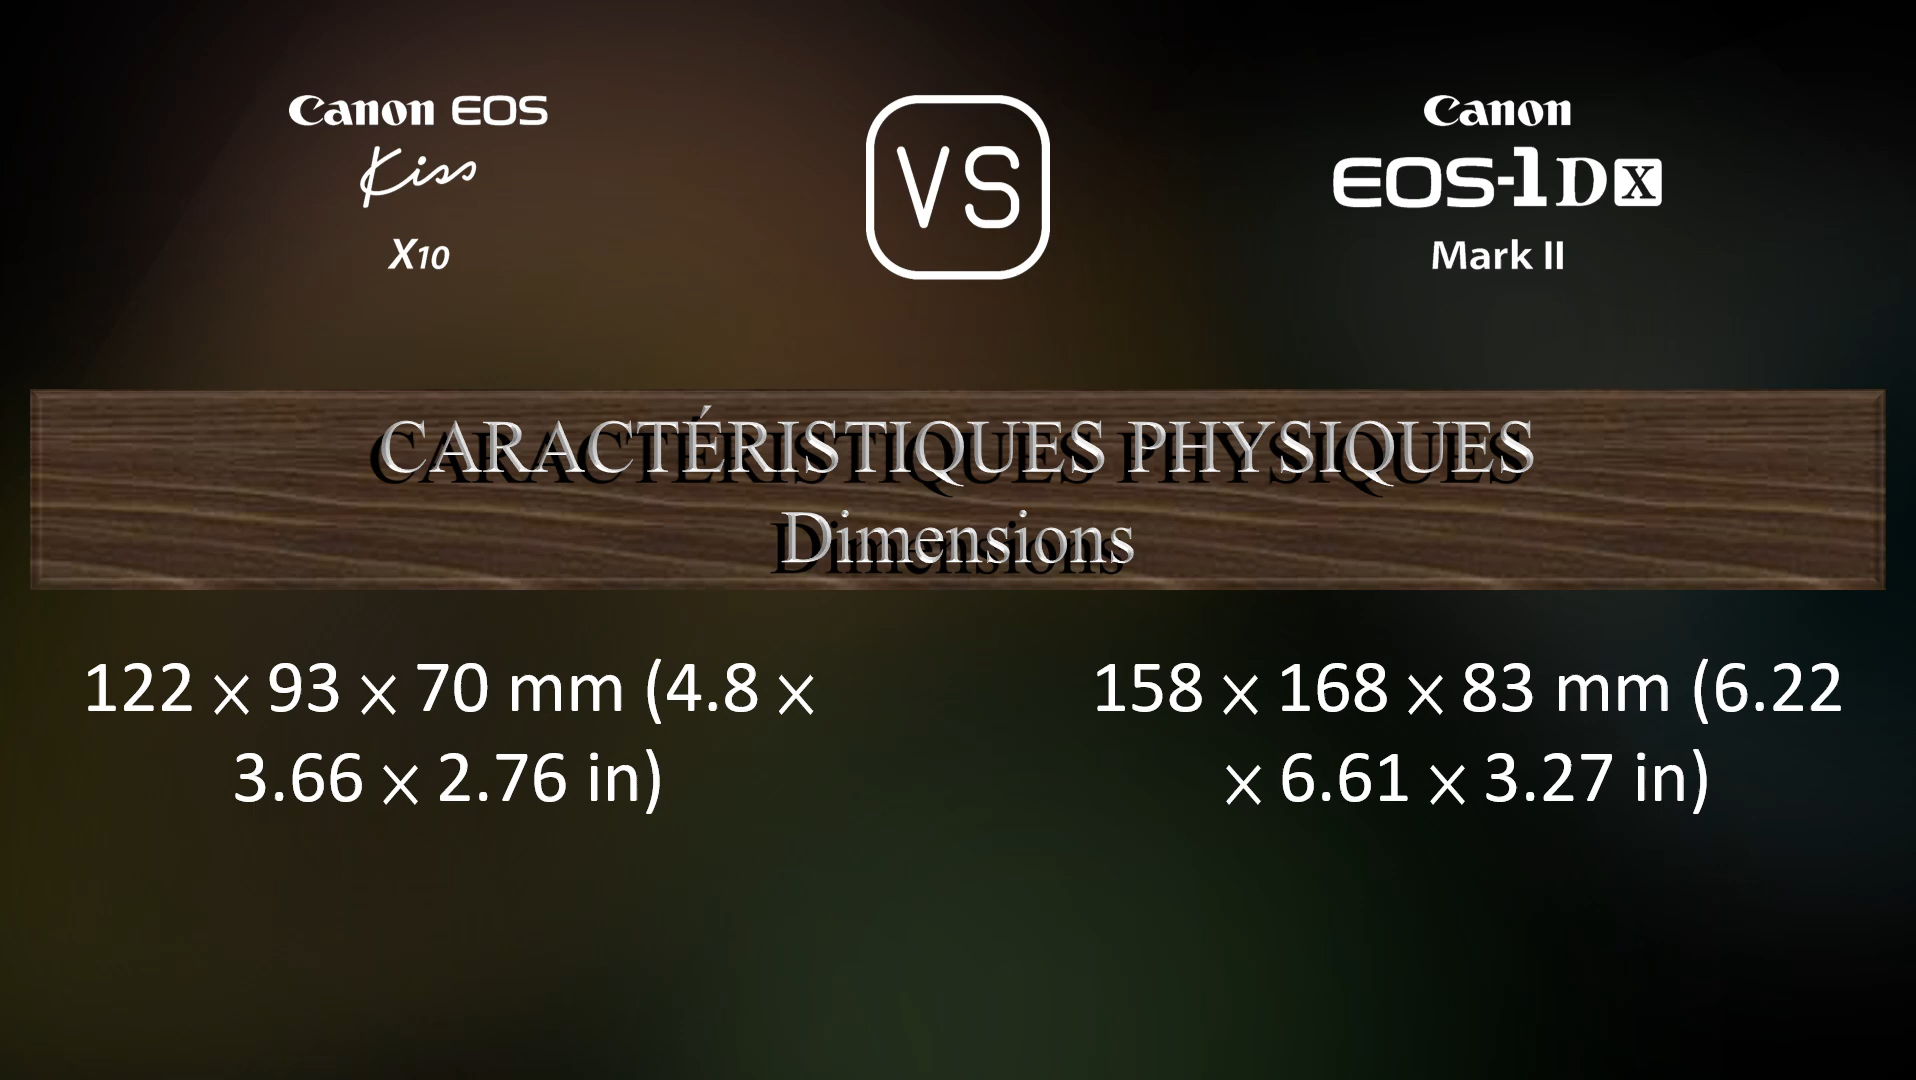 Canon EOS
Kiss
X10
VS
Canon
EOS-1DX
Mark II
CARACTÉRISTIQUES PHYSIQUES
Dimensions
122 x 93 x 70 mm (4.8 x
3.66 x 2.76 in)
158 x 168 x 83 mm (6.22
x 6.61 x 3.27 in)